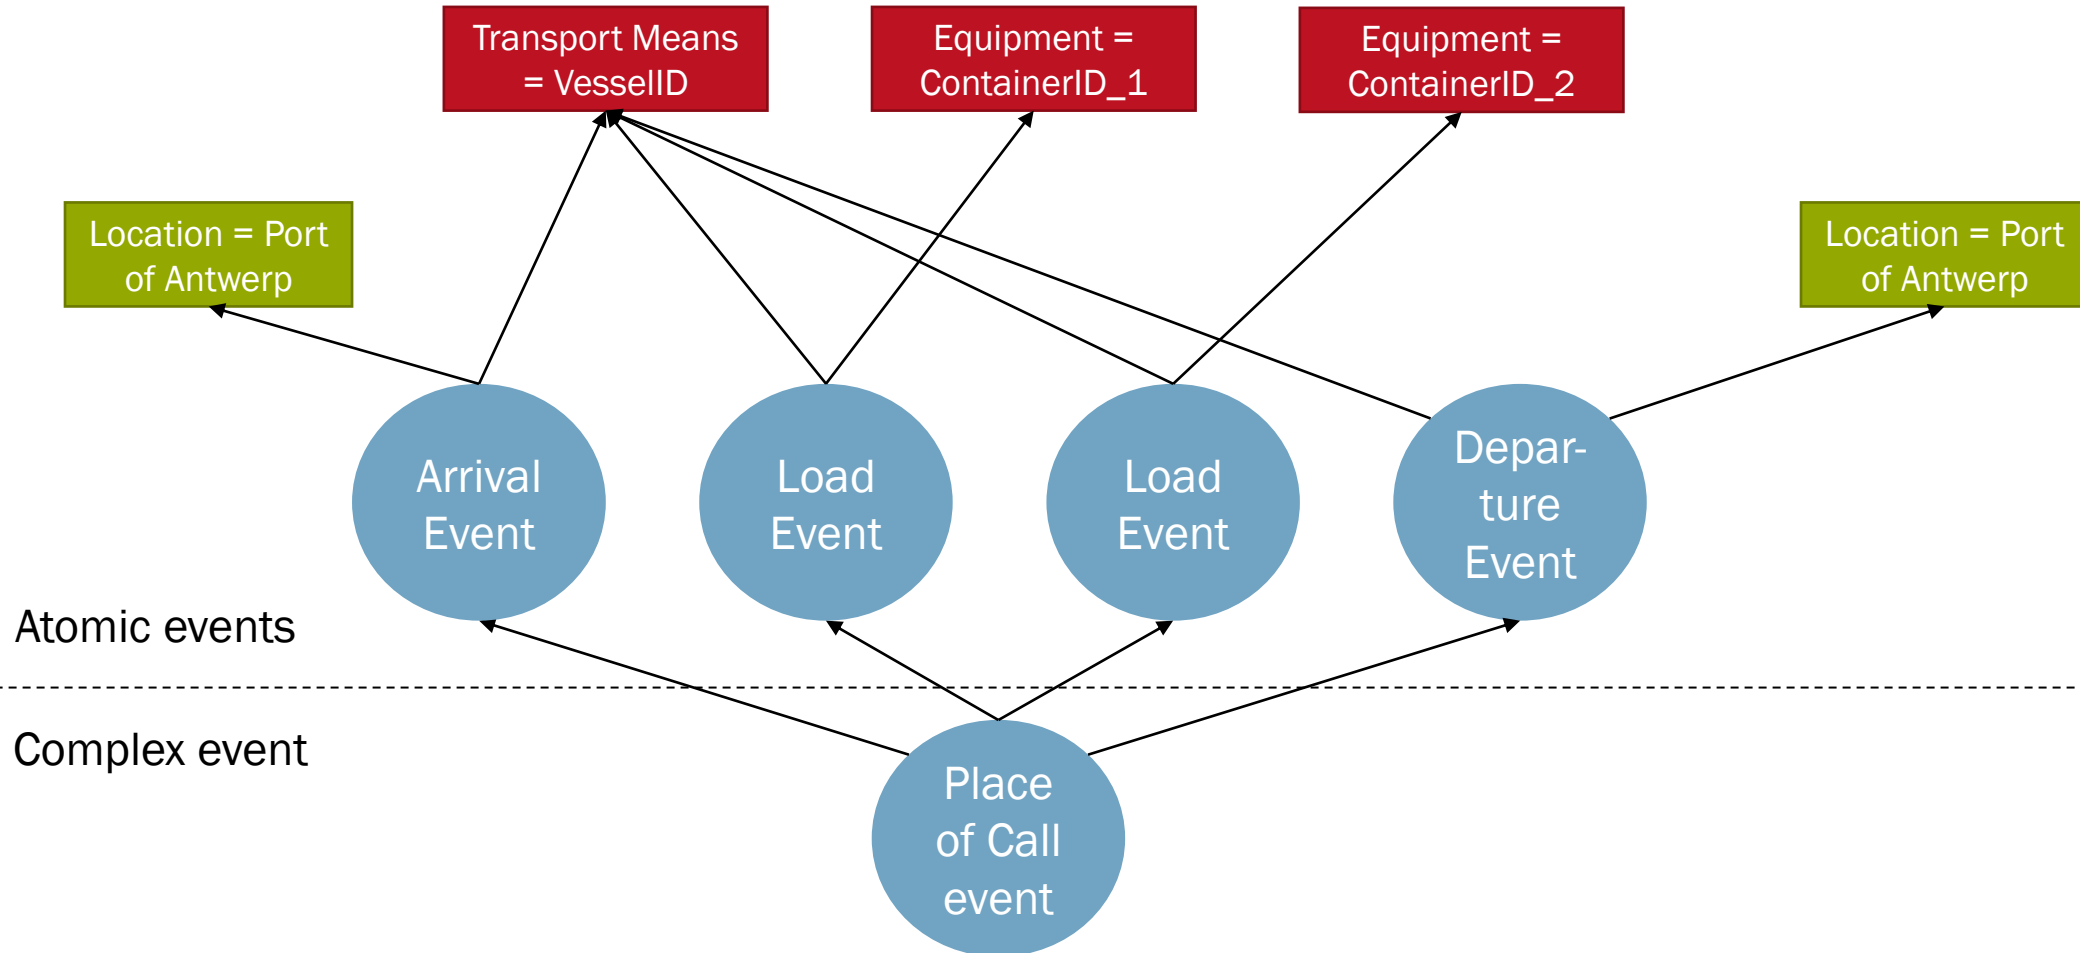 Transport Means
= VesselID
Equipment =
ContainerID_1
Equipment =
ContainerID_2
Location = Port
of Antwerp
Location = Port
of Antwerp
Arrival
Event
Load
Event
Load
Event
Depar-
ture
Event
Atomic events
Complex event
Place
of Call
event